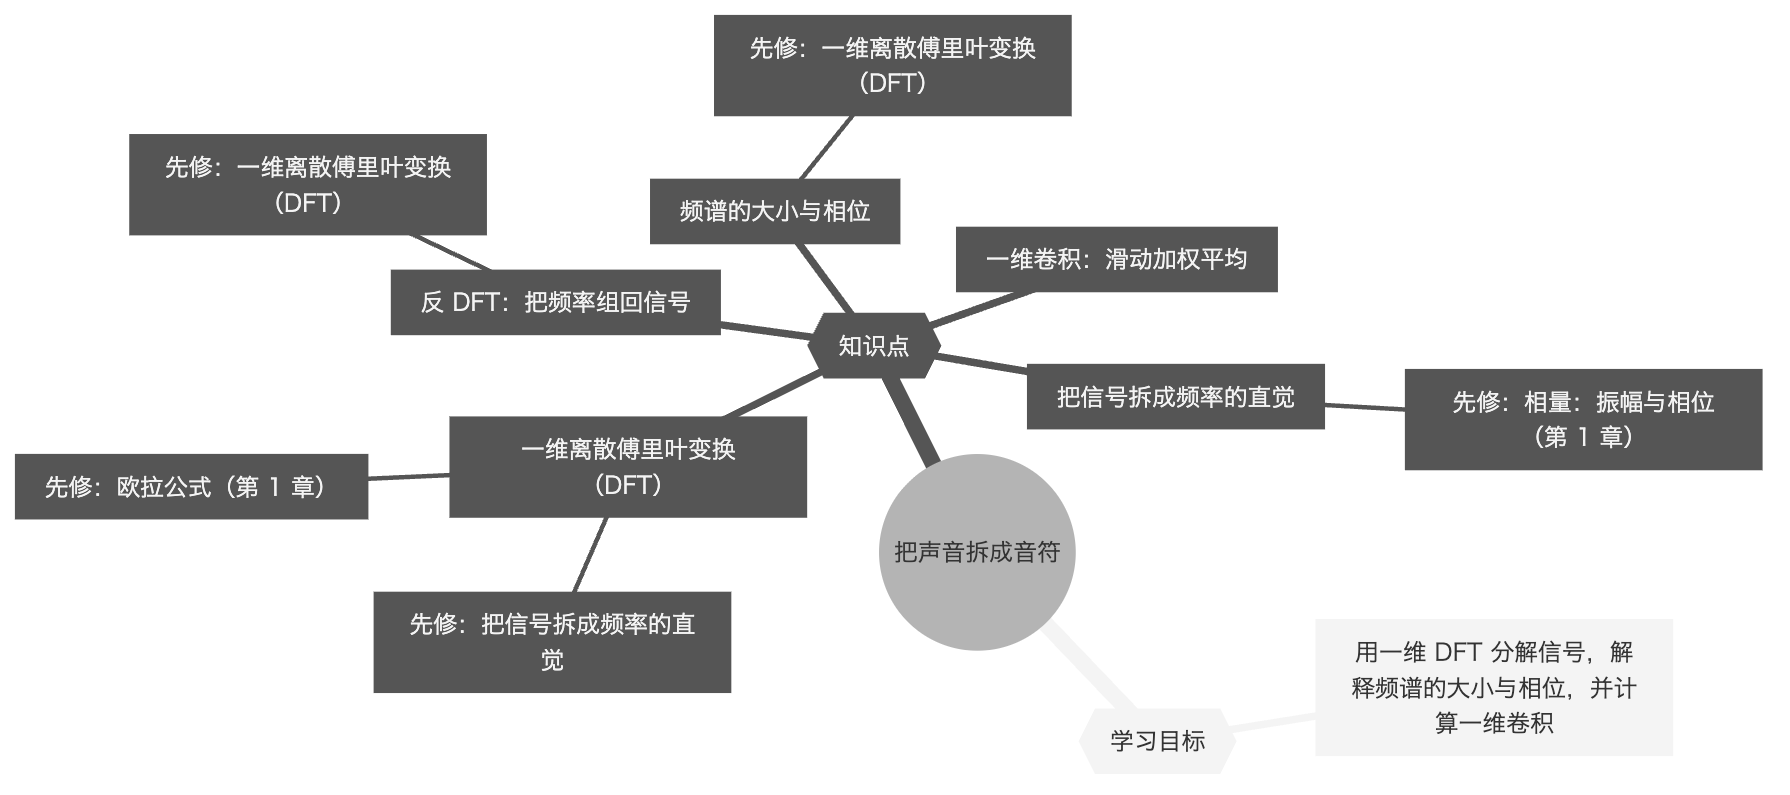 先修：一维离散傅里叶变换
（DFT）
先修：一维离散傅里叶变换
（DFT）
频谱的大小与相位
一维卷积：滑动加权平均
反 DFT：把频率组回信号
知识点
把信号拆成频率的直觉
先修：相量：振幅与相位
（第 1 章）
一维离散傅里叶变换
（DFT）
先修：欧拉公式（第 1 章）
把声音拆成音符
先修：把信号拆成频率的直
觉
用一维 DFT 分解信号，解
释频谱的大小与相位，并计
算一维卷积
学习目标